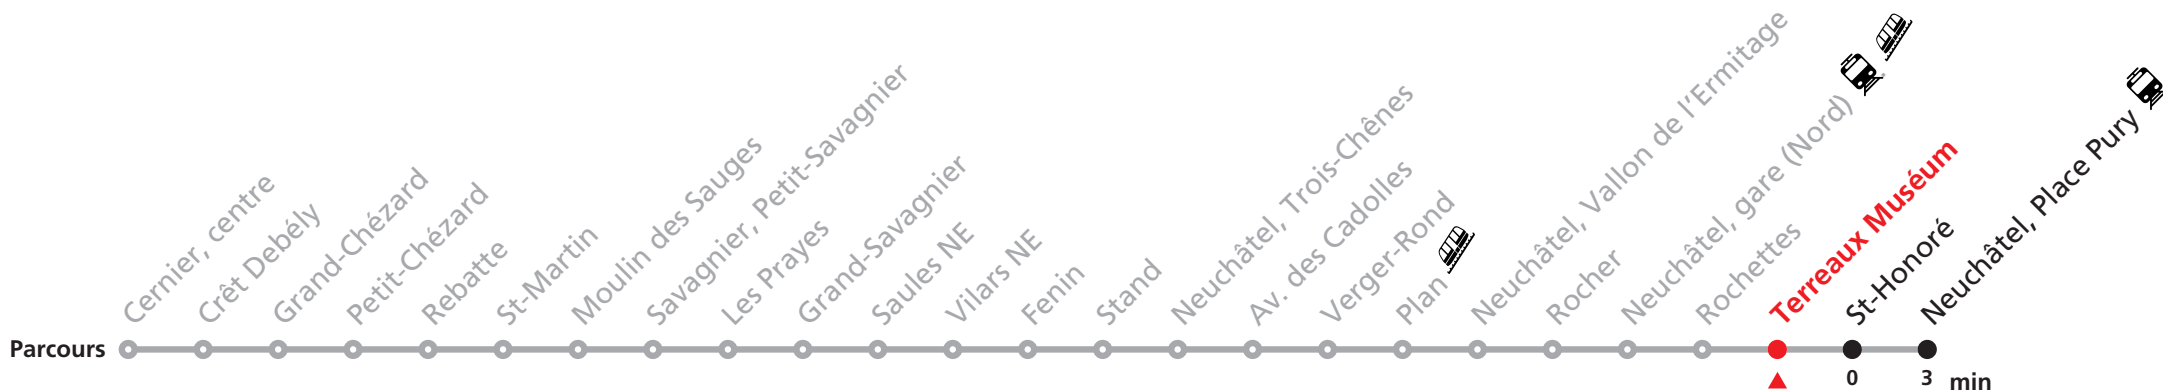 Cernier, centre
Crêt Debély
Grand-Chézard
Petit-Chézard
Rebatte
St-Martin
Moulin des Sauges
Savagnier, Petit-Savagnier
Les Prayes
Grand-Savagnier
Saules NE
Vilars NE
Fenin
Stand
Neuchâtel, Trois-Chênes
Av. des Cadolles
Verger-Rond
Plan
Neuchâtel, Vallon de l'Ermitage
Rocher
Neuchâtel, gare (Nord)
Rochettes
Terreaux Muséum
St-Honoré
Neuchâtel, Place Pury
Parcours
0 3 min